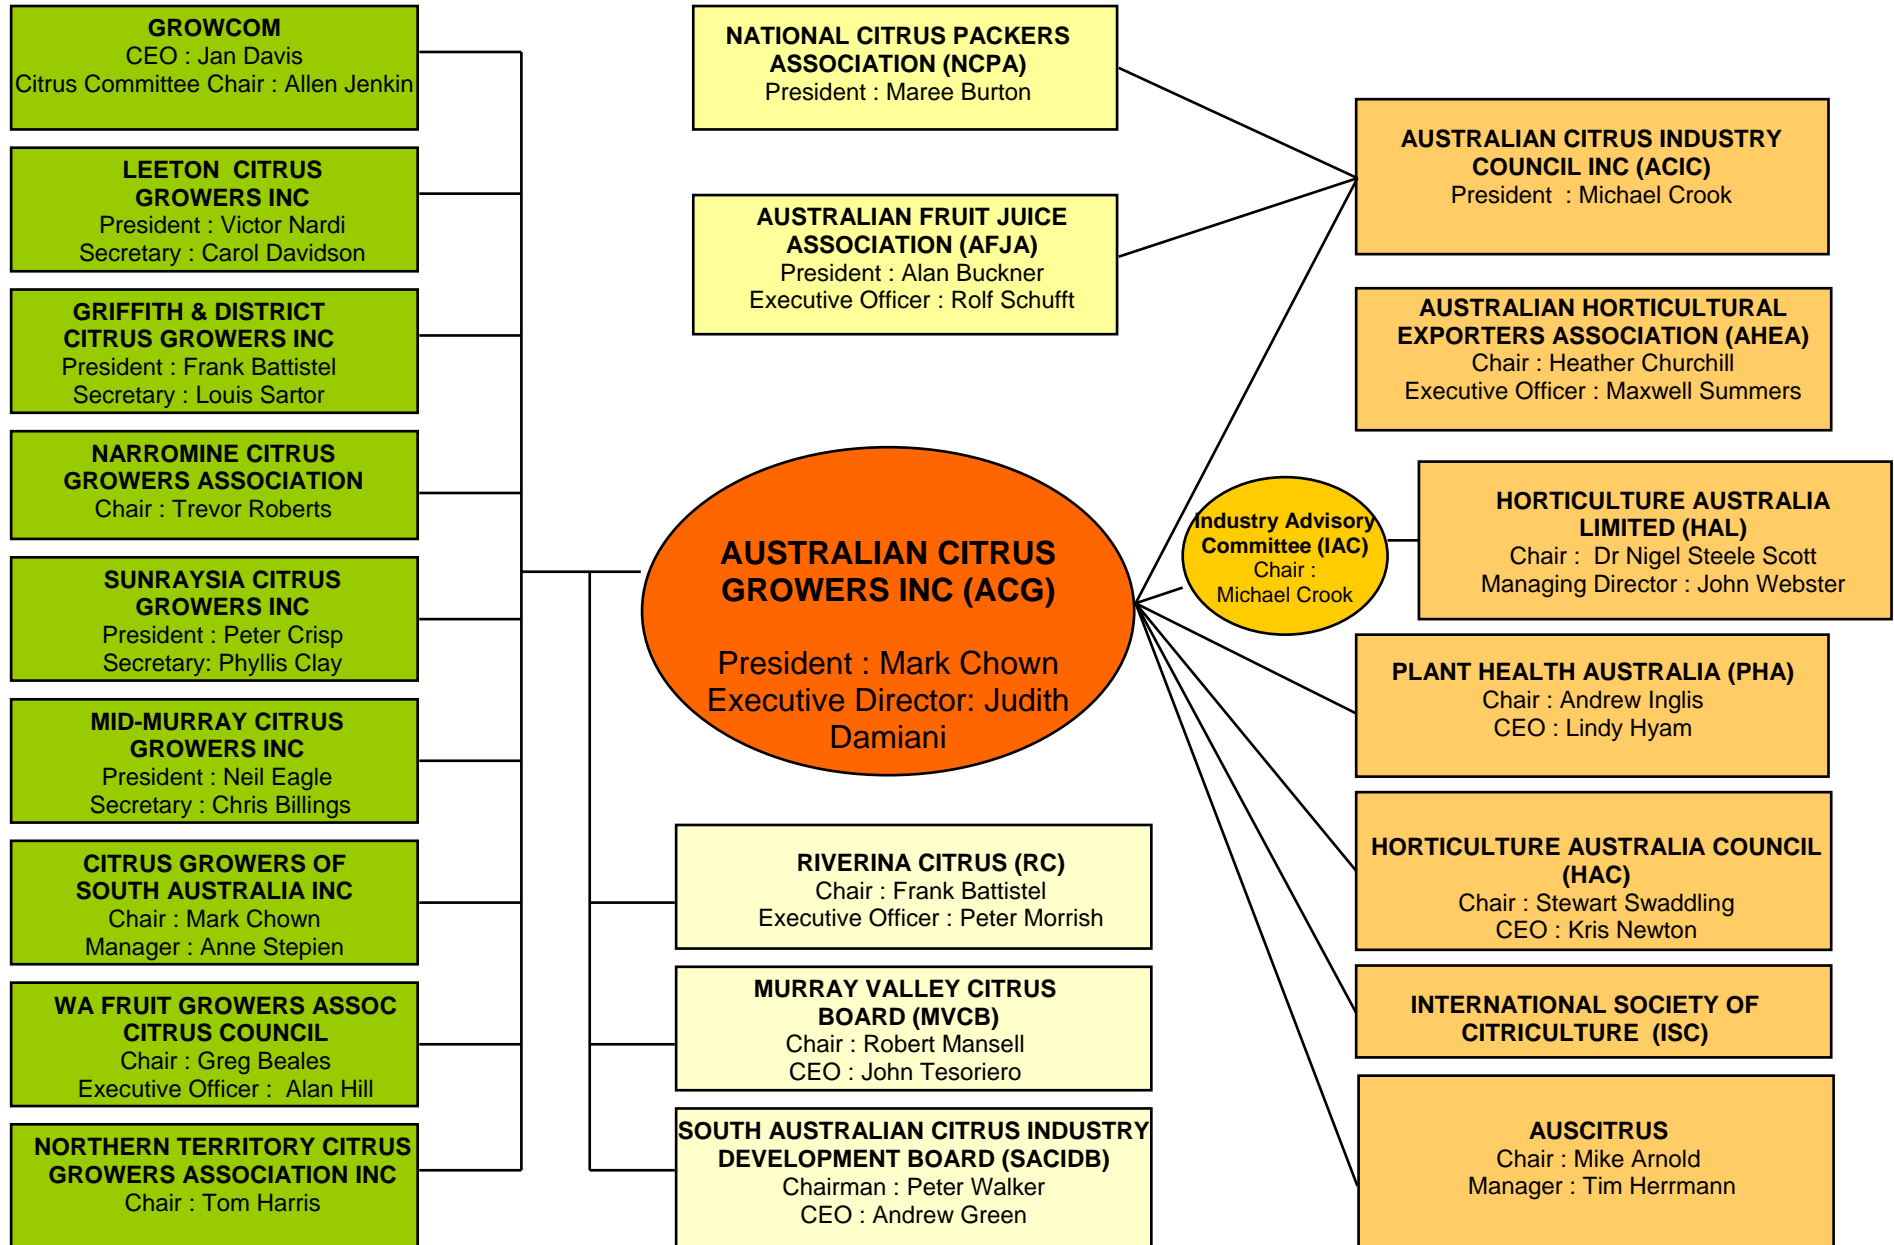 GROWCOM
CEO : Jan Davis
Citrus Committee Chair : Allen Jenkin
LEETON  CITRUS
GROWERS INC
President : Victor Nardi
Secretary : Carol Davidson
GRIFFITH & DISTRICT
CITRUS GROWERS INC
President : Frank Battistel
Secretary : Louis Sartor
NARROMINE CITRUS
GROWERS ASSOCIATION
Chair : Trevor Roberts
SUNRAYSIA CITRUS
GROWERS INC
President : Peter Crisp
Secretary: Phyllis Clay
MID-MURRAY CITRUS
GROWERS INC
President : Neil Eagle
Secretary : Chris Billings
CITRUS GROWERS OF
SOUTH AUSTRALIA INC
Chair : Mark Chown
Manager : Anne Stepien
WA FRUIT GROWERS ASSOC
CITRUS COUNCIL
Chair : Greg Beales
Executive Officer :  Alan Hill
NORTHERN TERRITORY CITRUS
GROWERS ASSOCIATION INC
Chair : Tom Harris
NATIONAL CITRUS PACKERS
ASSOCIATION (NCPA)
President : Maree Burton
AUSTRALIAN FRUIT JUICE
ASSOCIATION (AFJA)
President : Alan Buckner
Executive Officer : Rolf Schufft
AUSTRALIAN CITRUS
GROWERS INC (ACG)
President : Mark Chown
Executive Director: Judith
Damiani
RIVERINA CITRUS (RC)
Chair : Frank Battistel
Executive Officer : Peter Morrish
MURRAY VALLEY CITRUS
BOARD (MVCB)
Chair : Robert Mansell
CEO : John Tesoriero
SOUTH AUSTRALIAN CITRUS INDUSTRY
DEVELOPMENT BOARD (SACIDB)
Chairman : Peter Walker
CEO : Andrew Green
AUSTRALIAN CITRUS INDUSTRY
COUNCIL INC (ACIC)
President  : Michael Crook
AUSTRALIAN HORTICULTURAL
EXPORTERS ASSOCIATION (AHEA)
Chair : Heather Churchill
Executive Officer : Maxwell Summers
Industry Advisory
Committee (IAC)
Chair :
Michael Crook
HORTICULTURE AUSTRALIA
LIMITED (HAL)
Chair :  Dr Nigel Steele Scott
Managing Director : John Webster
PLANT HEALTH AUSTRALIA (PHA)
Chair : Andrew Inglis
CEO : Lindy Hyam
HORTICULTURE AUSTRALIA COUNCIL
(HAC)
Chair : Stewart Swaddling
CEO : Kris Newton
INTERNATIONAL SOCIETY OF
CITRICULTURE  (ISC)
AUSCITRUS
Chair : Mike Arnold
Manager : Tim Herrmann